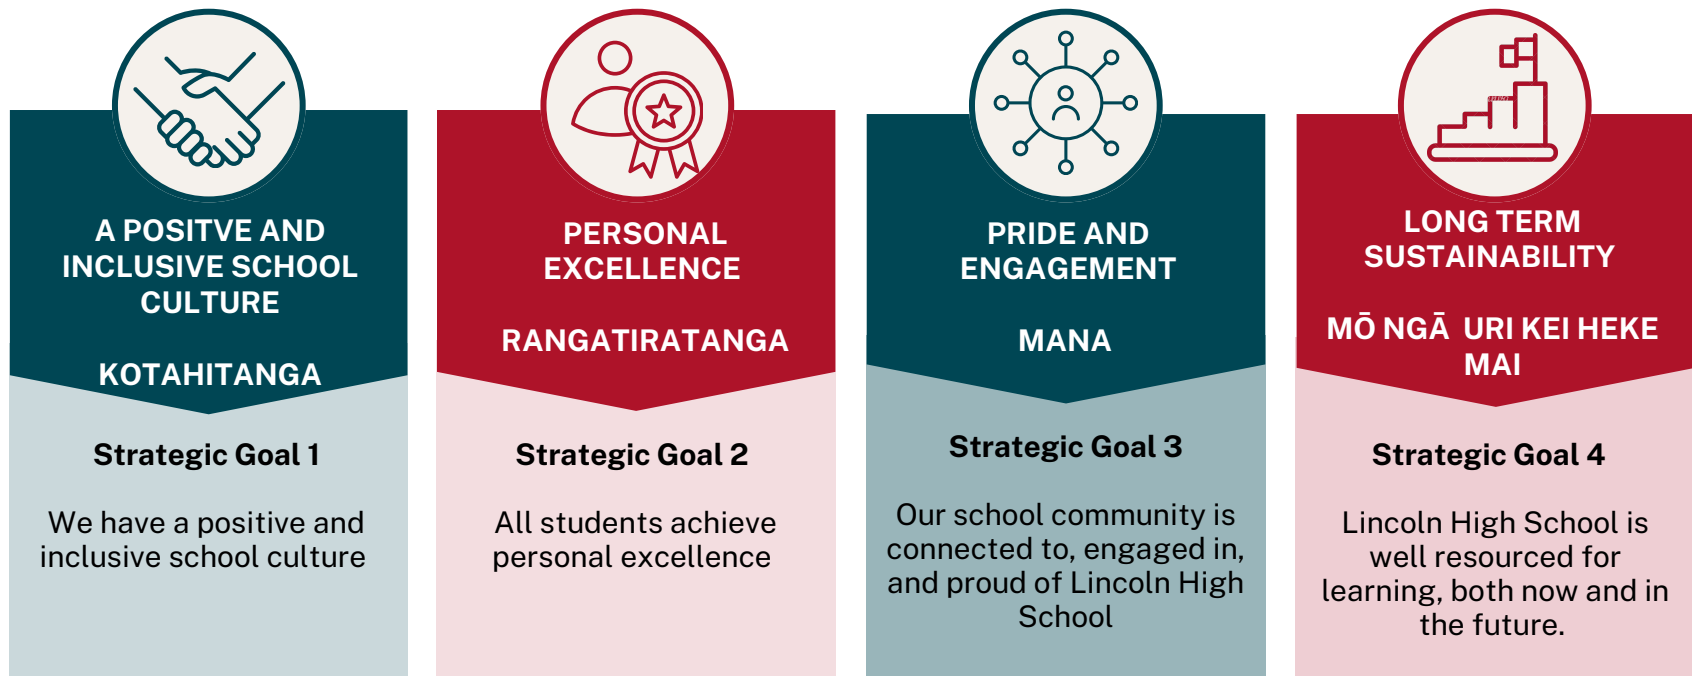 A POSITVE AND
INCLUSIVE SCHOOL
CULTURE
KOTAHITANGA
Strategic Goal 1
We have a positive and
inclusive school culture
PERSONAL
EXCELLENCE
RANGATIRATANGA
Strategic Goal 2
All students achieve
personal excellence
PRIDE AND
ENGAGEMENT
MANA
Strategic Goal 3
Our school community is
connected to, engaged in,
and proud of Lincoln High
School
LONG TERM
SUSTAINABILITY
MŌ NGĀ URI KEI HEKE
MAI
Strategic Goal 4
Lincoln High School is
well resourced for
learning, both now and in
the future.